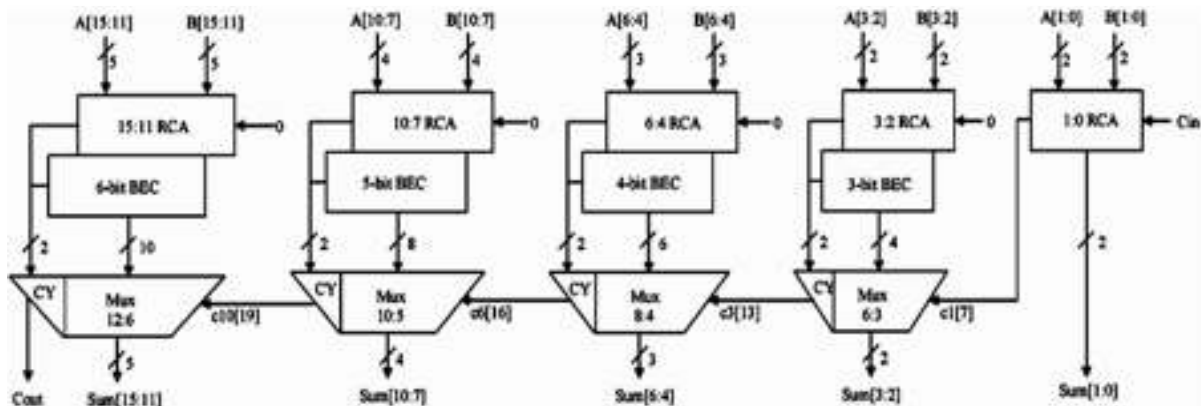 A[15:11] B[15:11] A[10:7] B[10:7] A[6:4] B[6:4] A[3:2] B[3:2] A[1:0] B[1:0]
5 5 4 4 3 3 2 2 2 2
15:11 RCA 0 10:7 RCA 0 6:4 RCA 0 3:2 RCA 0 1:0 RCA Cin
6-bit BEC 5-bit BEC 4-bit BEC 3-bit BEC
2 10 2 8 2 6 2 4 2
CY Mux CY Mux CY Mux CY Mux
12:6 c10[19] 10:5 c6[16] 8:4 c3[13] 6:3 c1[7]
5 4 3 2
Cout Sum[15:11] Sum[10:7] Sum[6:4] Sum[3:2] Sum[1:0]